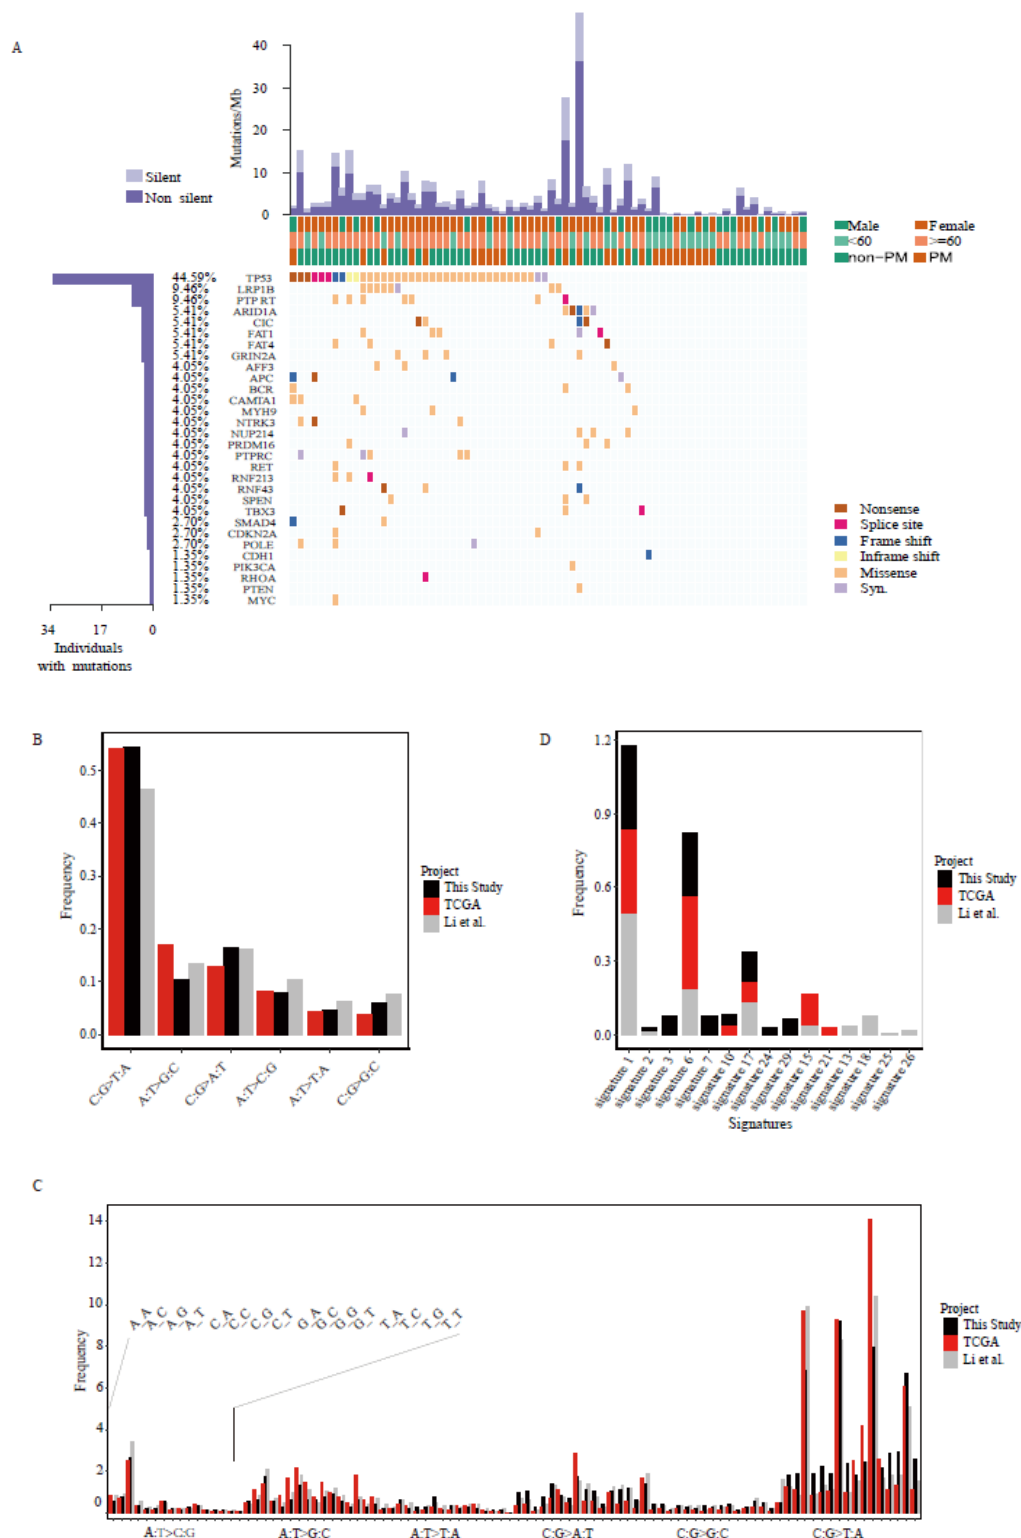 A
40
30
20
10
0
Mutations/Mb
Silent
Non silent
Male
Female
<60
>=60
non-PM
PM
44.59% TP53
9.46% LRP1B
9.46% PTPRT
5.41% ARID1A
5.41% CIC
5.41% FAT1
5.41% FAT4
5.41% GRIN2A
4.05% AFF3
4.05% APC
4.05% BCR
4.05% CAMTA1
4.05% MYH9
4.05% NTRK3
4.05% NUP214
4.05% PRDM16
4.05% PTPRC
4.05% RET
4.05% RNF213
4.05% RNF43
4.05% SPEN
4.05% TBX3
2.70% SMAD4
2.70% CDKN2A
2.70% POLE
1.35% CDH1
1.35% PIK3CA
1.35% RHOA
1.35% PTEN
1.35% MYC
Nonsense
Splice site
Frame shift
Inframe shift
Missense
Syn.
34 17 0
Individuals
with mutations
B
0.5
0.4
0.3
0.2
0.1
0.0
Frequency
C:G>T:A
A:T>G:C
C:G>A:T
A:T>C:G
A:T>T:A
C:G>G:C
Project
This Study
TCGA
Li et al.
D
1.2
0.9
0.6
0.3
0.0
Frequency
signature 1
signature 2
signature 3
signature 6
signature 7
signature 10
signature 17
signature 24
signature 29
signature 15
signature 21
signature 13
signature 18
signature 25
signature 26
Signatures
Project
This Study
TCGA
Li et al.
C
14
12
10
8
6
4
2
0
Frequency
A_A
A_C
A_G
A_T
C_A
C_C
C_G
C_T
G_A
G_C
G_G
G_T
T_A
T_C
T_G
T_T
A:T>C:G
A:T>G:C
A:T>T:A
C:G>A:T
C:G>G:C
C:G>T:A
Project
This Study
TCGA
Li et al.